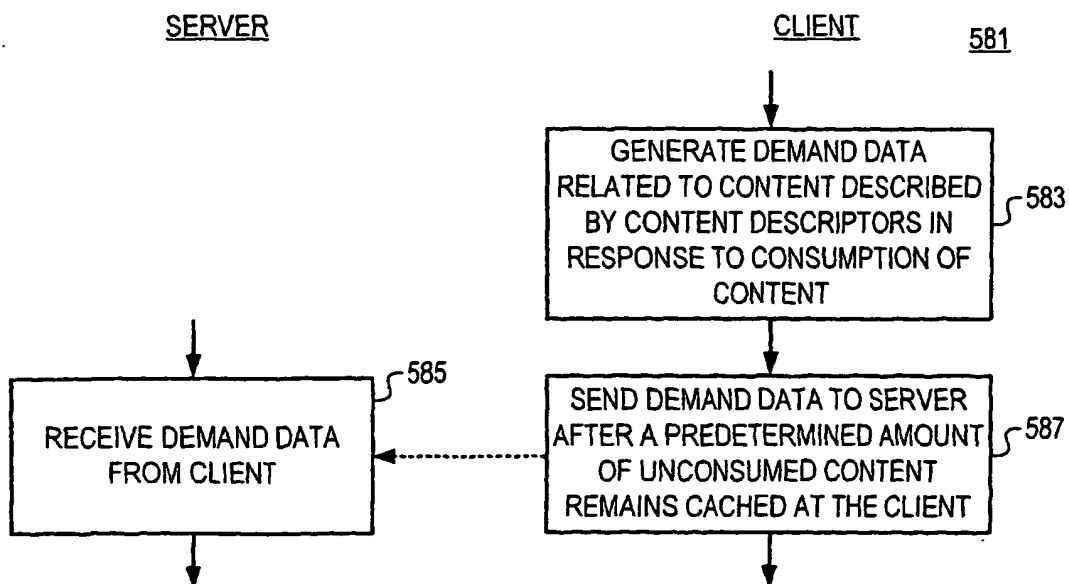 SERVER
CLIENT
581
GENERATE DEMAND DATA
RELATED TO CONTENT DESCRIBED
BY CONTENT DESCRIPTORS IN
RESPONSE TO CONSUMPTION OF
CONTENT
583
585
RECEIVE DEMAND DATA
FROM CLIENT
SEND DEMAND DATA TO SERVER
AFTER A PREDETERMINED AMOUNT
OF UNCONSUMED CONTENT
REMAINS CACHED AT THE CLIENT
587